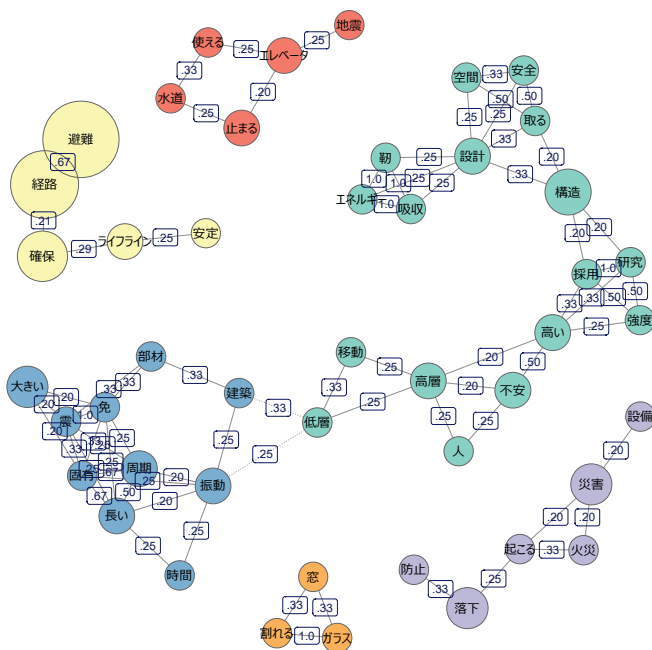 地震
使える
.25
.25
エレベータ
.33
.20
水道
.25
止まる
避難
.67
経路
.21
確保
.29
ライフライン
.25
安定
空間
.33
安全
.50
.50
.25
.25
取る
.33
靭
.25
設計
.20
1.0
1.0
.25
.33
エネルギー
1.0
吸収
.25
構造
.20
.20
採用
1.0
研究
.33
.33
.50
.50
高い
.25
強度
移動
.25
.20
.50
.33
高層
.20
不安
低層
.25
.25
.25
人
部材
.33
.33
.33
大きい
.20
免
建築
.33
.20
1.0
震
.20
.33
.25
.33
.25
.25
.25
固有
.25
.67
周期
.25
.20
振動
.25
.67
.50
.20
長い
.25
.25
時間
設備
.20
災害
.20
.20
起こる
.33
火災
防止
.25
.33
落下
窓
.33
.33
割れる
1.0
ガラス